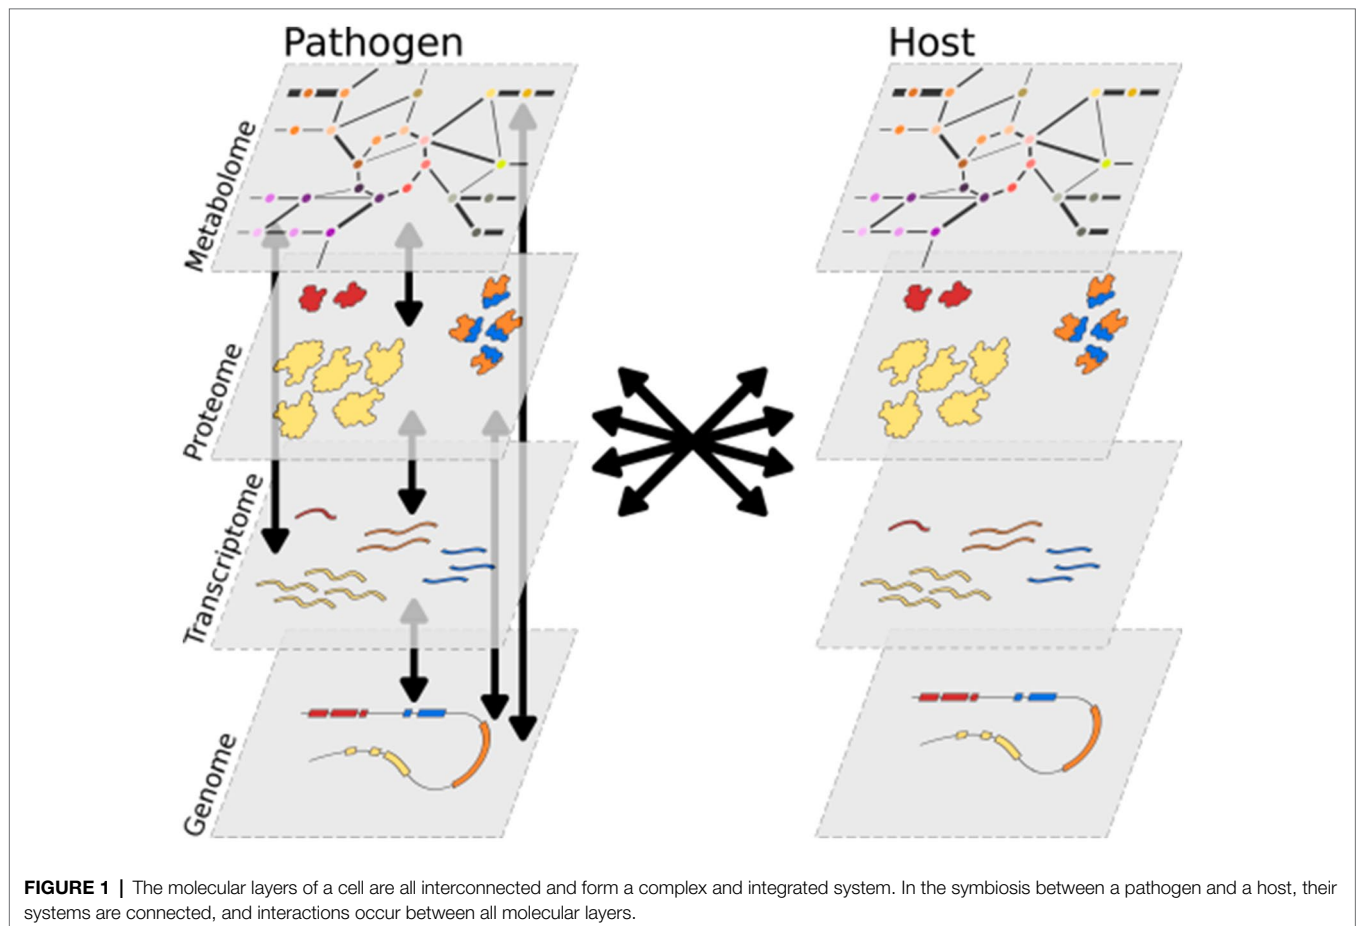 Pathogen
Host
Metabolome
Proteome
Transcriptome
Genome
FIGURE 1 | The molecular layers of a cell are all interconnected and form a complex and integrated system. In the symbiosis between a pathogen and a host, their
systems are connected, and interactions occur between all molecular layers.